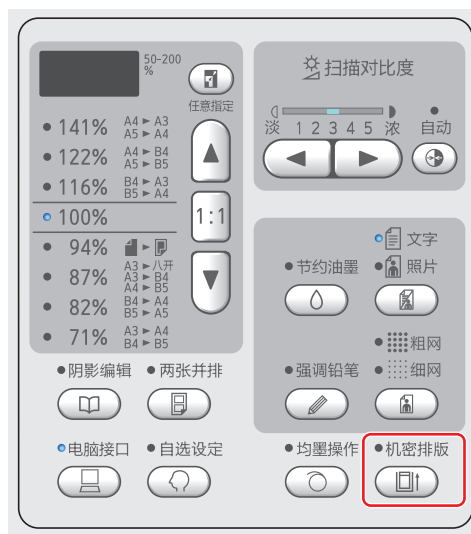 50-200
%
任意指定
141% A4►A3
A5►A4
122% A4►B4
A5►B5
116% B4►A3
B5►A4
100%
1:1
94%
87% A3►八开
A3►B4
A4►B5
82% B4►A4
B5►A5
71% A3►A4
B4►B5
阴影编辑 两张并排
电脑接口 自选设定
扫描对比度
淡 1 2 3 4 5 浓 自动
文字
节约油墨 照片
粗网
强调铅笔 细网
均墨操作 机密排版